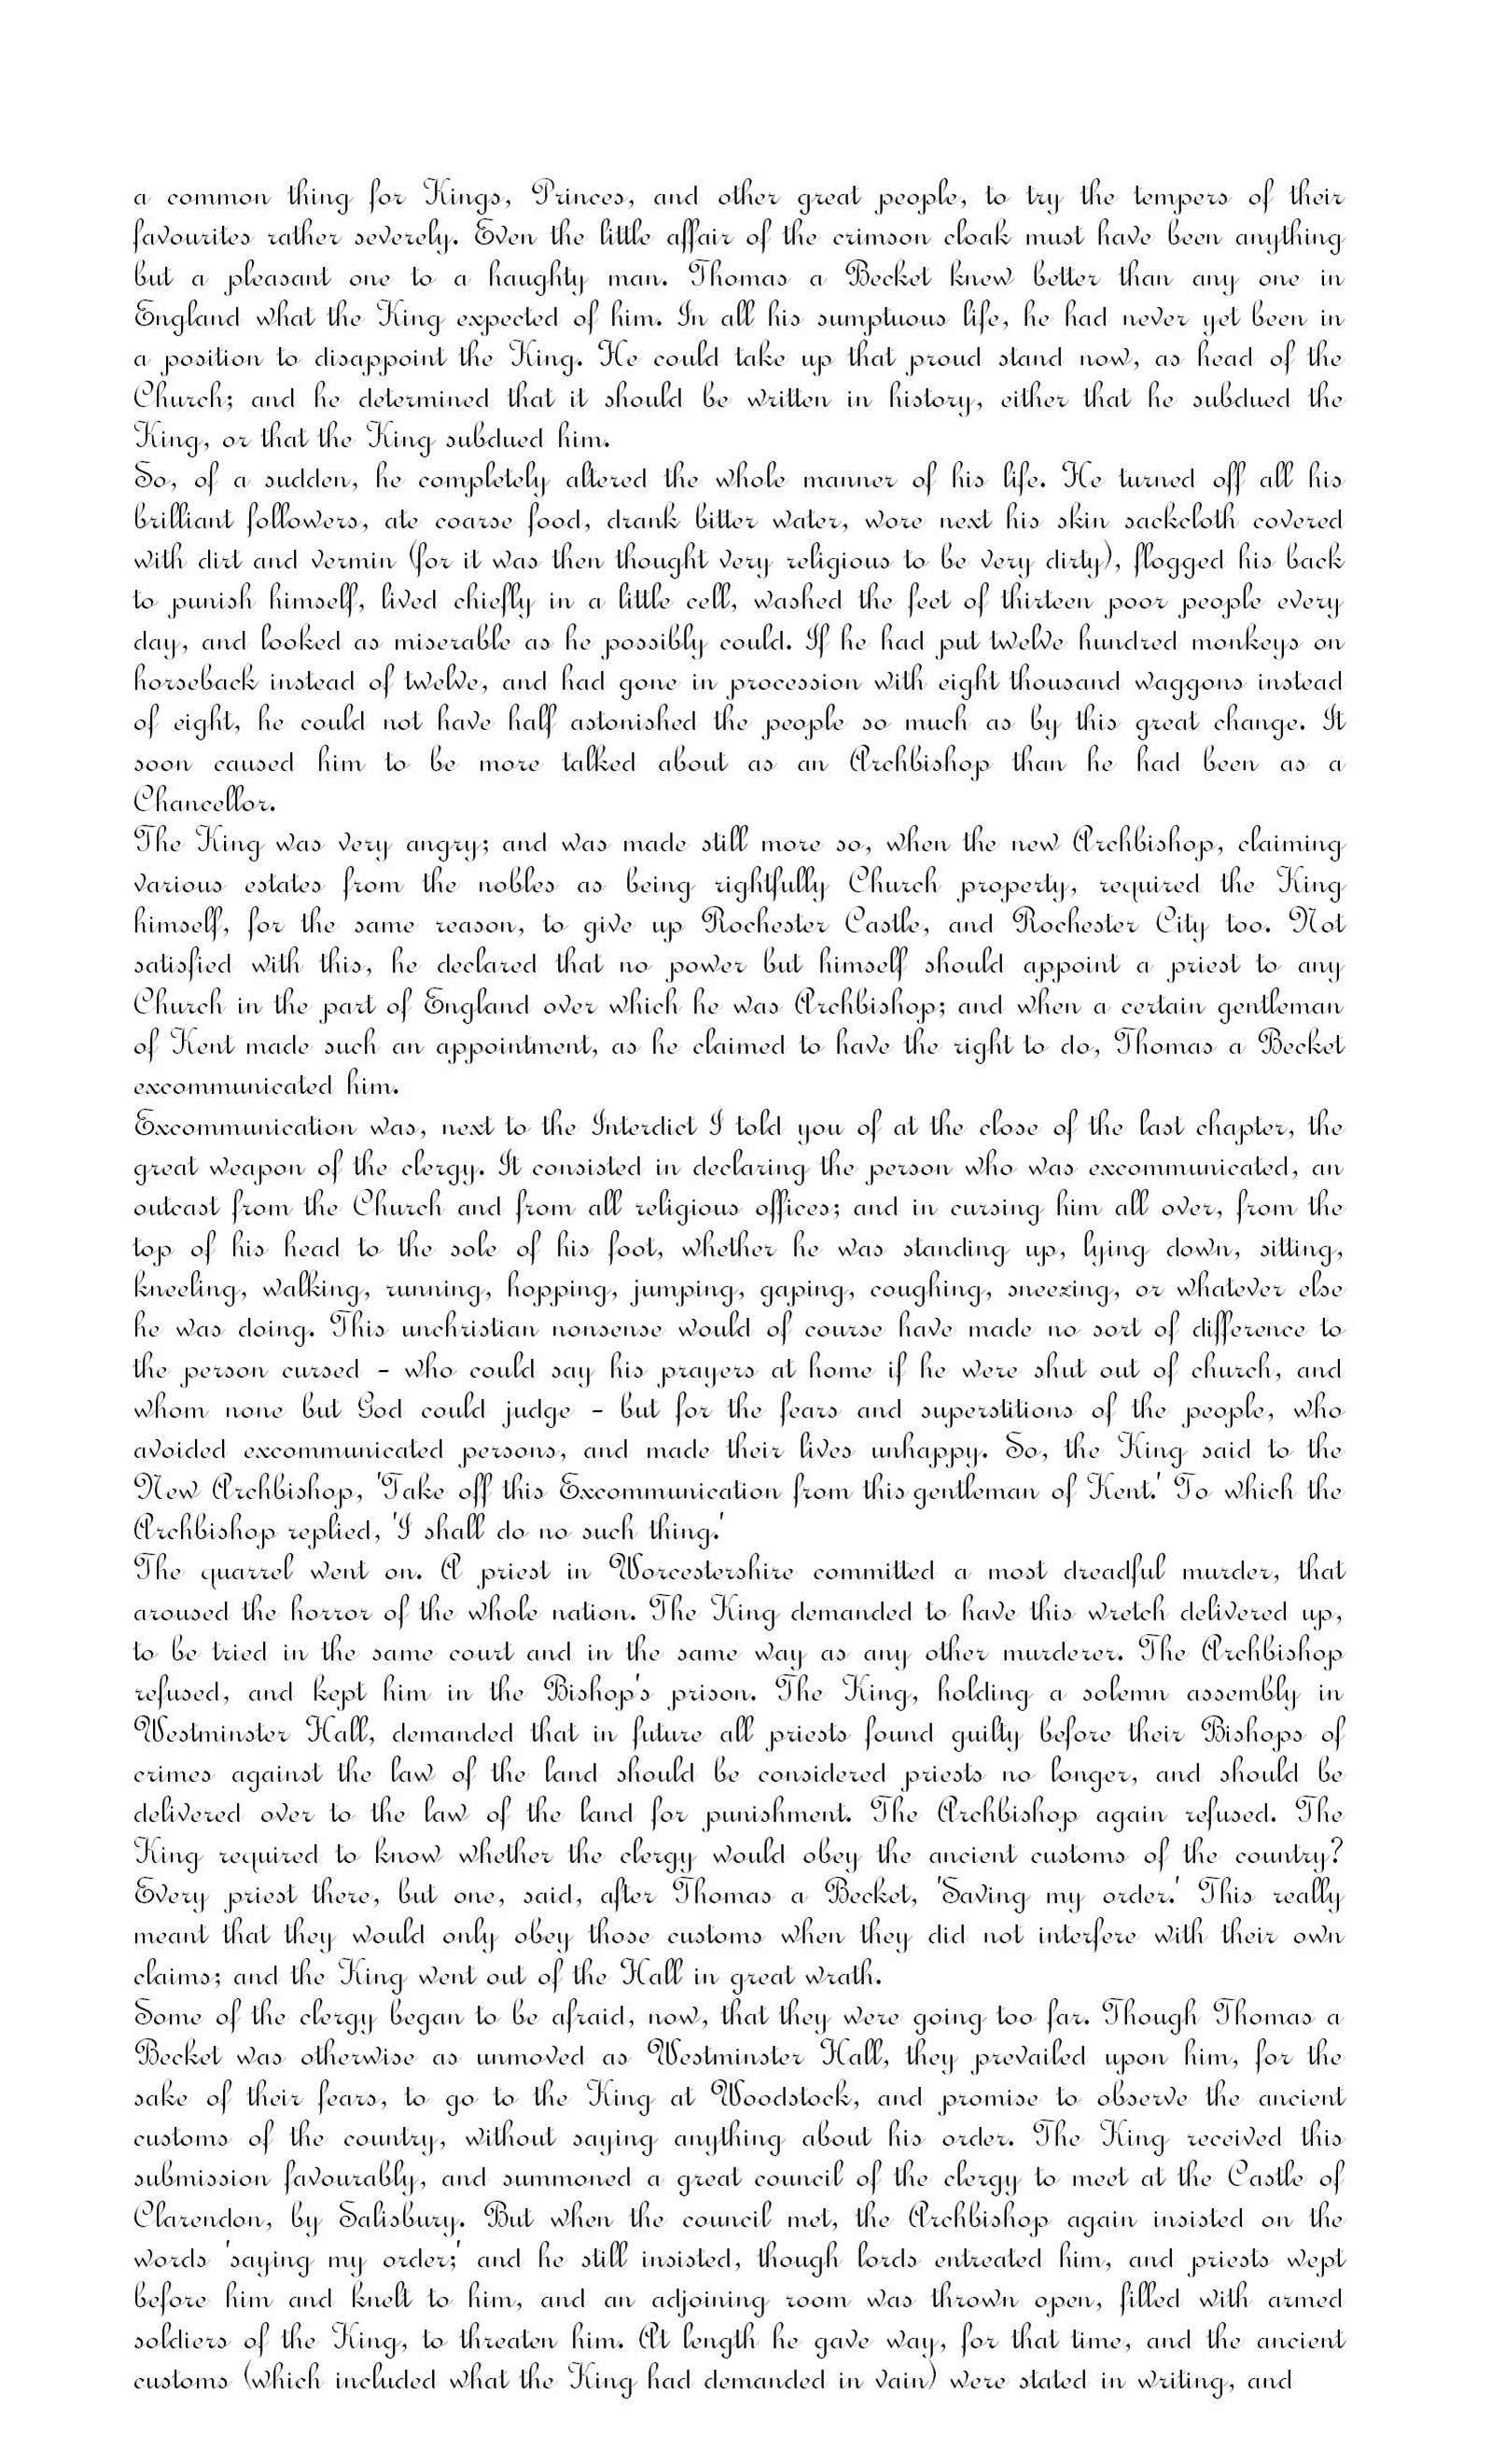 a common thing for Kings, Princes, and other great people, to try the tempers of their
favourites rather severely. Even the little affair of the crimson cloak must have been anything
but a pleasant one to a haughty man. Thomas a Becket knew better than any one in
England what the King expected of him. In all his sumptuous life, he had never yet been in
a position to disappoint the King. He could take up that proud stand now, as head of the
Church; and he determined that it should be written in history, either that he subdued the
King, or that the King subdued him.
So, of a sudden, he completely altered the whole manner of his life. He turned off all his
brilliant followers, ate coarse food, drank bitter water, wore next his skin sackcloth covered
with dirt and vermin (for it was then thought very religious to be very dirty), flogged his back
to punish himself, lived chiefly in a little cell, washed the feet of thirteen poor people every
day, and looked as miserable as he possibly could. If he had put twelve hundred monkeys on
horseback instead of twelve, and had gone in procession with eight thousand waggons instead
of eight, he could not have half astonished the people so much as by this great change. It
soon caused him to be more talked about as an Archbishop than he had been as a
Chancellor.
The King was very angry; and was made still more so, when the new Archbishop, claiming
various estates from the nobles as being rightfully Church property, required the King
himself, for the same reason, to give up Rochester Castle, and Rochester City too. Not
satisfied with this, he declared that no power but himself should appoint a priest to any
Church in the part of England over which he was Archbishop; and when a certain gentleman
of Kent made such an appointment, as he claimed to have the right to do, Thomas a Becket
excommunicated him.
Excommunication was, next to the Interdict I told you of at the close of the last chapter, the
great weapon of the clergy. It consisted in declaring the person who was excommunicated, an
outcast from the Church and from all religious offices; and in cursing him all over, from the
top of his head to the sole of his foot, whether he was standing up, lying down, sitting,
kneeling, walking, running, hopping, jumping, gaping, coughing, sneezing, or whatever else
he was doing. This unchristian nonsense would of course have made no sort of difference to
the person cursed - who could say his prayers at home if he were shut out of church, and
whom none but God could judge - but for the fears and superstitions of the people, who
avoided excommunicated persons, and made their lives unhappy. So, the King said to the
New Archbishop, 'Take off this Excommunication from this gentleman of Kent.' To which the
Archbishop replied, 'I shall do no such thing.'
The quarrel went on. A priest in Worcestershire committed a most dreadful murder, that
aroused the horror of the whole nation. The King demanded to have this wretch delivered up,
to be tried in the same court and in the same way as any other murderer. The Archbishop
refused, and kept him in the Bishop's prison. The King, holding a solemn assembly in
Westminster Hall, demanded that in future all priests found guilty before their Bishops of
crimes against the law of the land should be considered priests no longer, and should be
delivered over to the law of the land for punishment. The Archbishop again refused. The
King required to know whether the clergy would obey the ancient customs of the country?
Every priest there, but one, said, after Thomas a Becket, 'Saving my order.' This really
meant that they would only obey those customs when they did not interfere with their own
claims; and the King went out of the Hall in great wrath.
Some of the clergy began to be afraid, now, that they were going too far. Though Thomas a
Becket was otherwise as unmoved as Westminster Hall, they prevailed upon him, for the
sake of their fears, to go to the King at Woodstock, and promise to observe the ancient
customs of the country, without saying anything about his order. The King received this
submission favourably, and summoned a great council of the clergy to meet at the Castle of
Clarendon, by Salisbury. But when the council met, the Archbishop again insisted on the
words 'saying my order;' and he still insisted, though lords entreated him, and priests wept
before him and knelt to him, and an adjoining room was thrown open, filled with armed
soldiers of the King, to threaten him. At length he gave way, for that time, and the ancient
customs (which included what the King had demanded in vain) were stated in writing, and